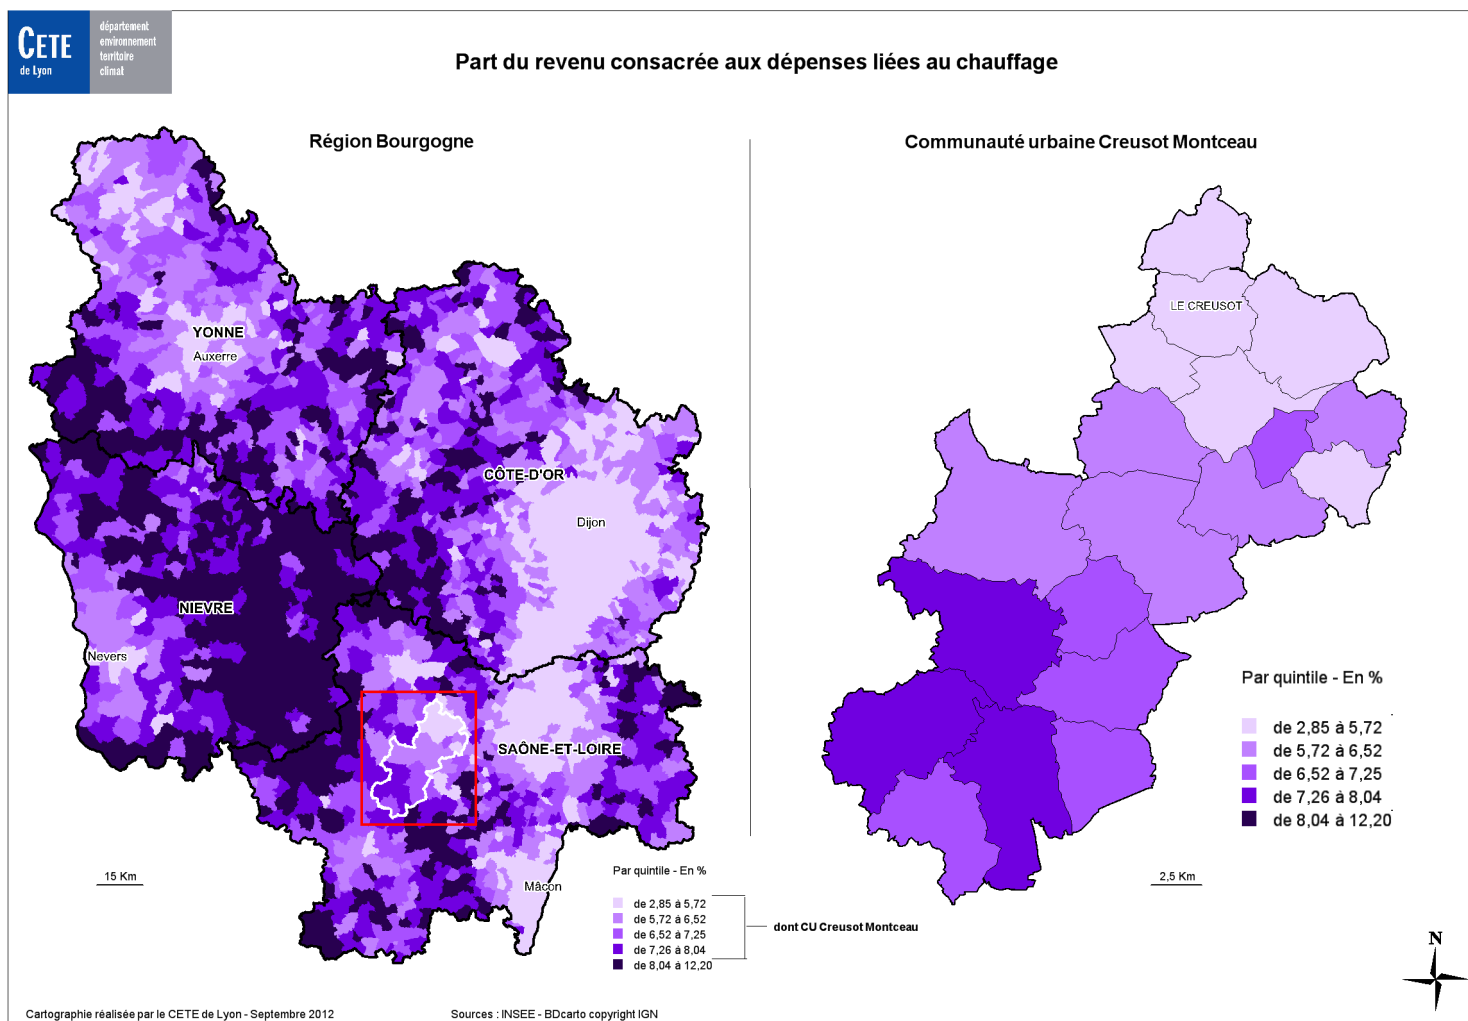 CETE
de Lyon
département
environnement
territoire
climat
Part du revenu consacrée aux dépenses liées au chauffage
Région Bourgogne
Communauté urbaine Creusot Montceau
YONNE
Auxerre
CÔTE-D'OR
Dijon
NIEVRE
Nevers
SAÔNE-ET-LOIRE
Mâcon
15 Km
Par quintile - En %
de 2,85 à 5,72
de 5,72 à 6,52
de 6,52 à 7,25
de 7,26 à 8,04
de 8,04 à 12,20
dont CU Creusot Montceau
LE CREUSOT
Par quintile - En %
de 2,85 à 5,72
de 5,72 à 6,52
de 6,52 à 7,25
de 7,26 à 8,04
de 8,04 à 12,20
2,5 Km
N
Cartographie réalisée par le CETE de Lyon - Septembre 2012
Sources : INSEE - BDcarto copyright IGN